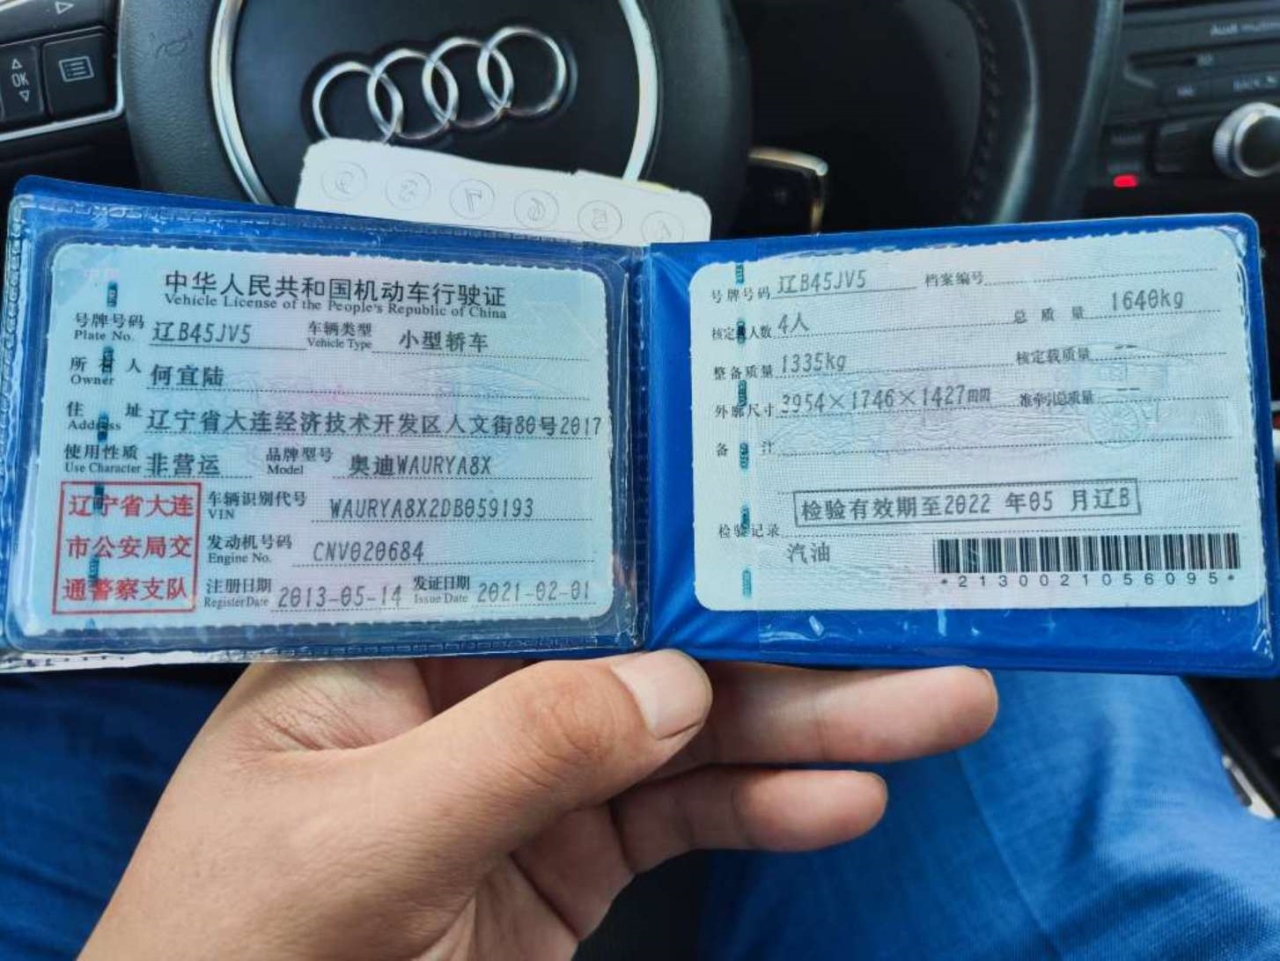 OK
Audi
中华人民共和国机动车行驶证
Vehicle License of the People's Republic of China
号牌号码 辽B45JV5 车辆类型 小型轿车
Plate No. Vehicle Type
所有人 何宜陆
Owner
住址 辽宁省大连经济技术开发区人文街80号2017
Address
使用性质 非营运 品牌型号 奥迪WAURYA8X
Use Character Model
辽宁省大连
市公安局交
通警察支队
车辆识别代号 WAURYA8X2DB059193
VIN
发动机号码 CNV020684
Engine No.
注册日期 2013-05-14 发证日期 2021-02-01
Register Date Issue Date
号牌号码 辽B45JV5 档案编号
核定载人数 4人 总质量 1640kg
整备质量 1335kg 核定载质量 --
外廓尺寸 3954×1746×1427mm 准牵引总质量 --
备注
检验有效期至2022 年05 月辽B
检验记录
汽油
*2130021056095*